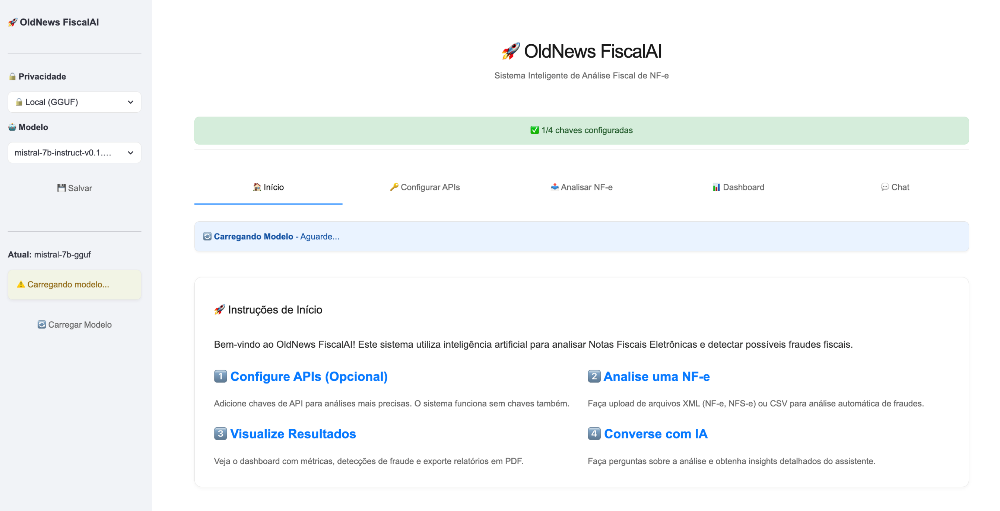 🚀 OldNews FiscalAI
🔒 Privacidade
🔒 Local (GGUF)
🤖 Modelo
mistral-7b-instruct-v0.1....
💾 Salvar
Atual: mistral-7b-gguf
⚠️ Carregando modelo...
🔄 Carregar Modelo
🚀 OldNews FiscalAI
Sistema Inteligente de Análise Fiscal de NF-e
✅ 1/4 chaves configuradas
🏠 Início
🔑 Configurar APIs
📤 Analisar NF-e
📊 Dashboard
💬 Chat
🔄 Carregando Modelo - Aguarde...
🚀 Instruções de Início
Bem-vindo ao OldNews FiscalAI! Este sistema utiliza inteligência artificial para analisar Notas Fiscais Eletrônicas e detectar possíveis fraudes fiscais.
1️⃣ Configure APIs (Opcional)
Adicione chaves de API para análises mais precisas. O sistema funciona sem chaves também.
2️⃣ Analise uma NF-e
Faça upload de arquivos XML (NF-e, NFS-e) ou CSV para análise automática de fraudes.
3️⃣ Visualize Resultados
Veja o dashboard com métricas, detecções de fraude e exporte relatórios em PDF.
4️⃣ Converse com IA
Faça perguntas sobre a análise e obtenha insights detalhados do assistente.